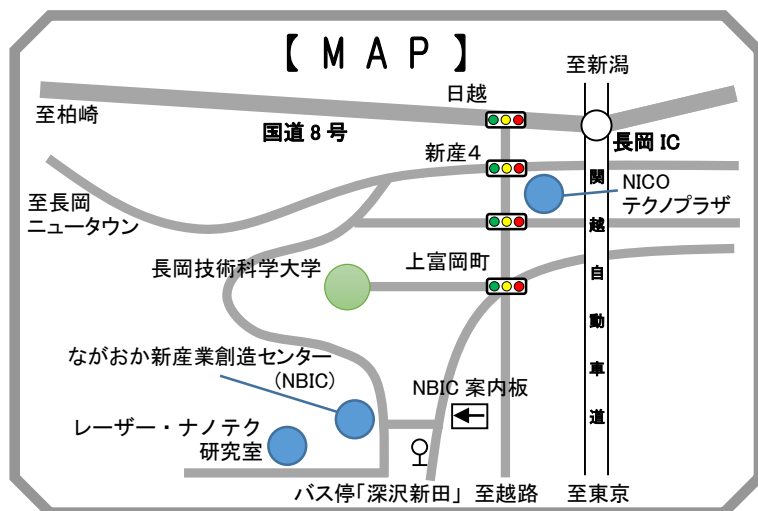 【 M A P 】
至新潟
日越
至柏崎
国道 8 号
長岡 IC
新産4
関越自動車道
NICO
テクノプラザ
至長岡
ニュータウン
長岡技術科学大学
上富岡町
ながおか新産業創造センター
(NBIC)
NBIC 案内板
レーザー・ナノテク
研究室
バス停「深沢新田」
至越路
至東京